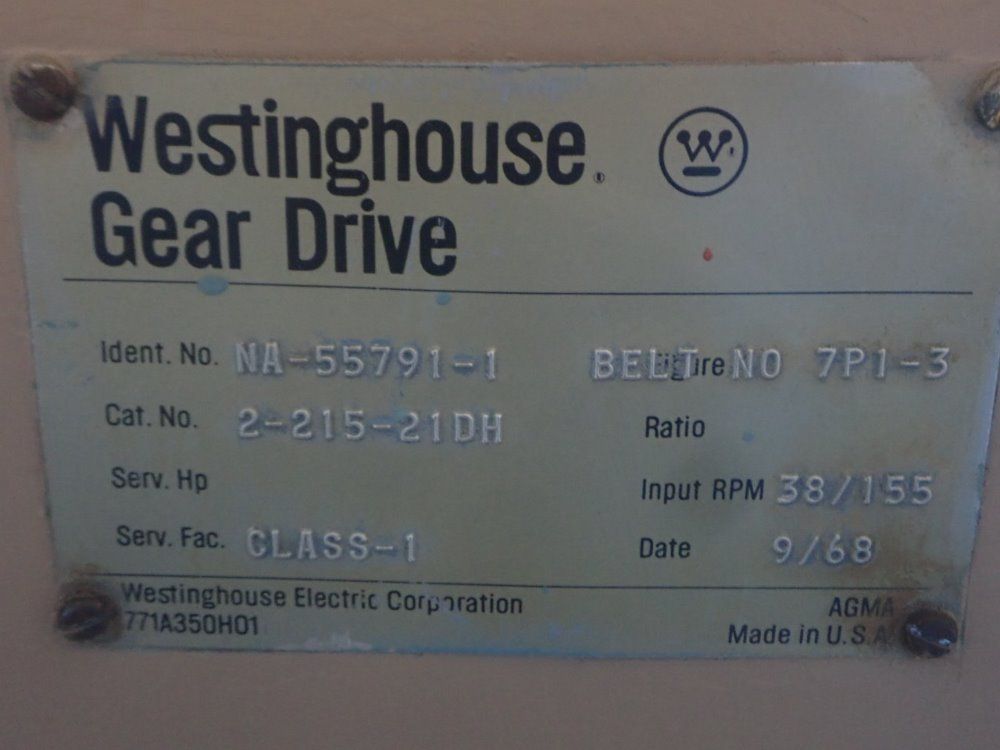 Westinghouse®
W
Gear Drive
Ident. No. NA-55791-1 BELT NO 7P1-3
Cat. No. 2-215-21DH Ratio
Serv. Hp Input RPM 38/155
Serv. Fac. CLASS-1 Date 9/68
Westinghouse Electric Corporation AGMA
771A350H01 Made in U.S.A.